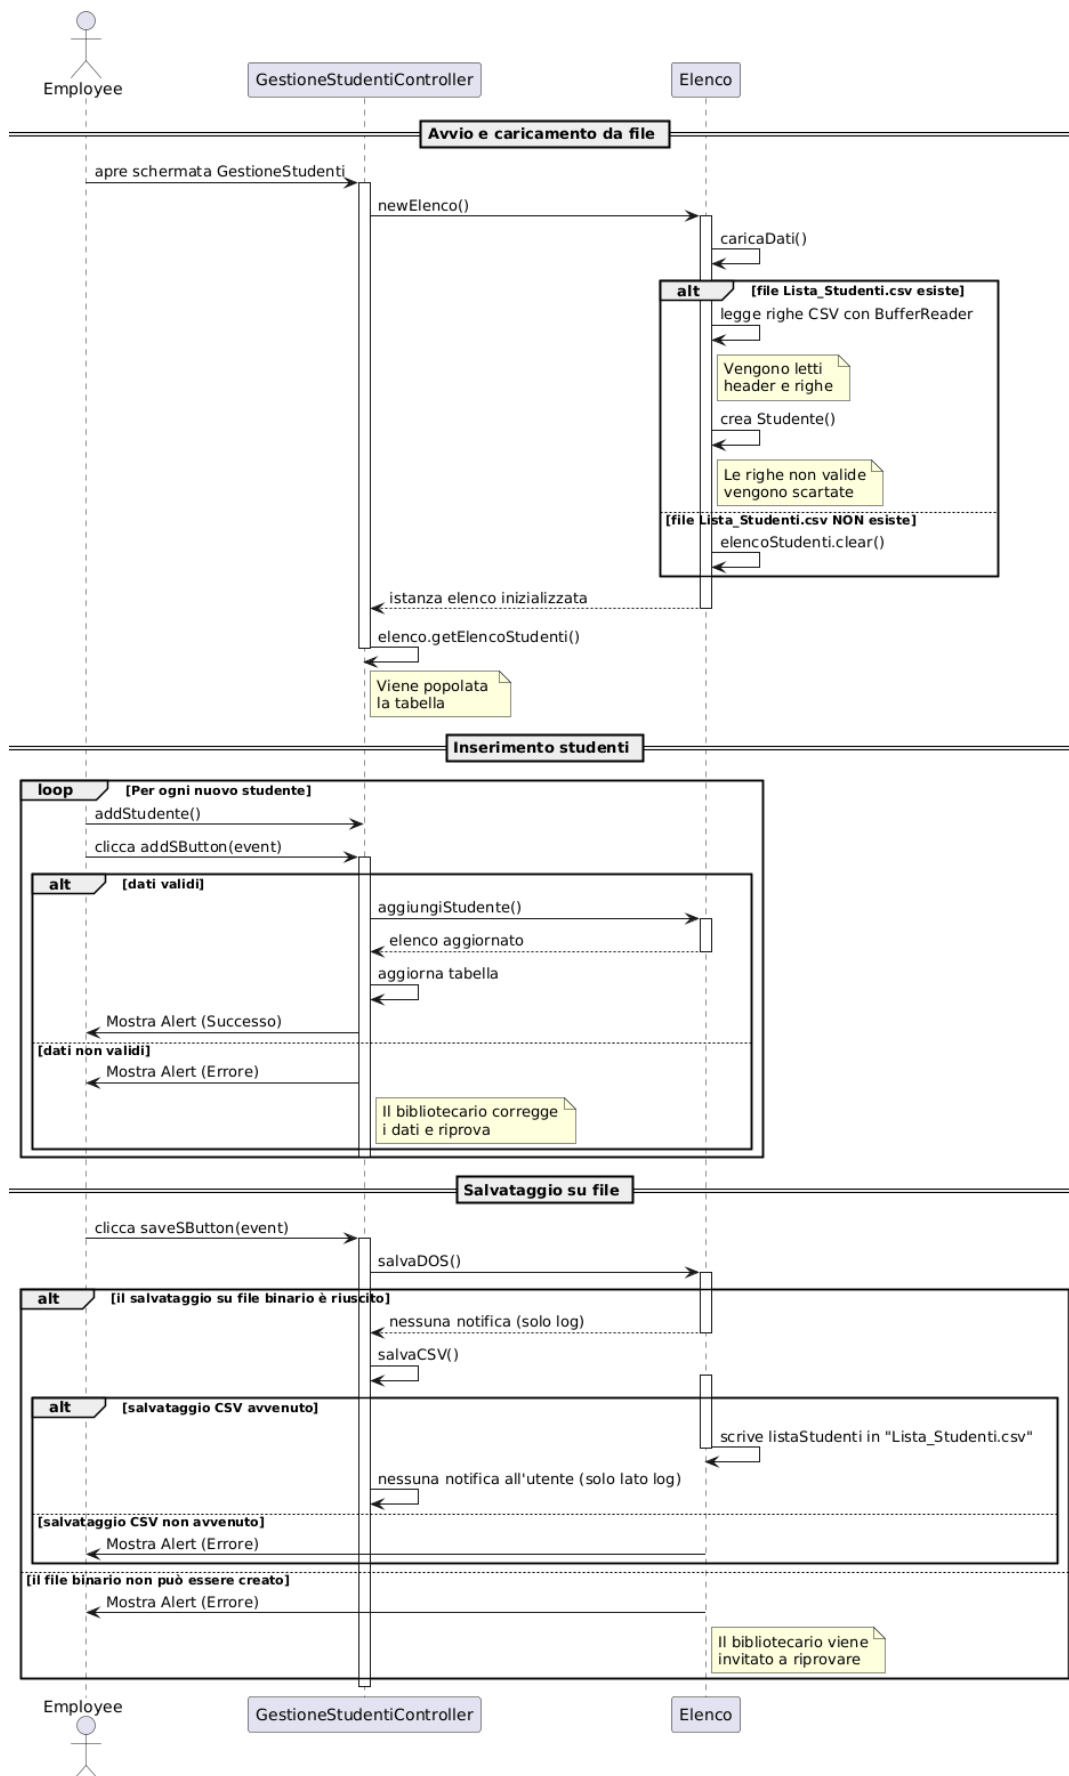 Employee
GestioneStudentiController
Elenco
Avvio e caricamento da file
apre schermata GestioneStudenti
newElenco()
caricaDati()
alt
[file Lista_Studenti.csv esiste]
legge righe CSV con BufferReader
Vengono letti
header e righe
crea Studente()
Le righe non valide
vengono scartate
[file Lista_Studenti.csv NON esiste]
elencoStudenti.clear()
istanza elenco inizializzata
elenco.getElencoStudenti()
Viene popolata
la tabella
Inserimento studenti
loop
[Per ogni nuovo studente]
addStudente()
clicca addSButton(event)
alt
[dati validi]
aggiungiStudente()
elenco aggiornato
aggiorna tabella
Mostra Alert (Successo)
[dati non validi]
Mostra Alert (Errore)
Il bibliotecario corregge
i dati e riprova
Salvataggio su file
clicca saveSButton(event)
salvaDOS()
alt
[il salvataggio su file binario è riuscito]
nessuna notifica (solo log)
salvaCSV()
alt
[salvataggio CSV avvenuto]
scrive listaStudenti in "Lista_Studenti.csv"
nessuna notifica all'utente (solo lato log)
[salvataggio CSV non avvenuto]
Mostra Alert (Errore)
[il file binario non può essere creato]
Mostra Alert (Errore)
Il bibliotecario viene
invitato a riprovare
Employee
GestioneStudentiController
Elenco